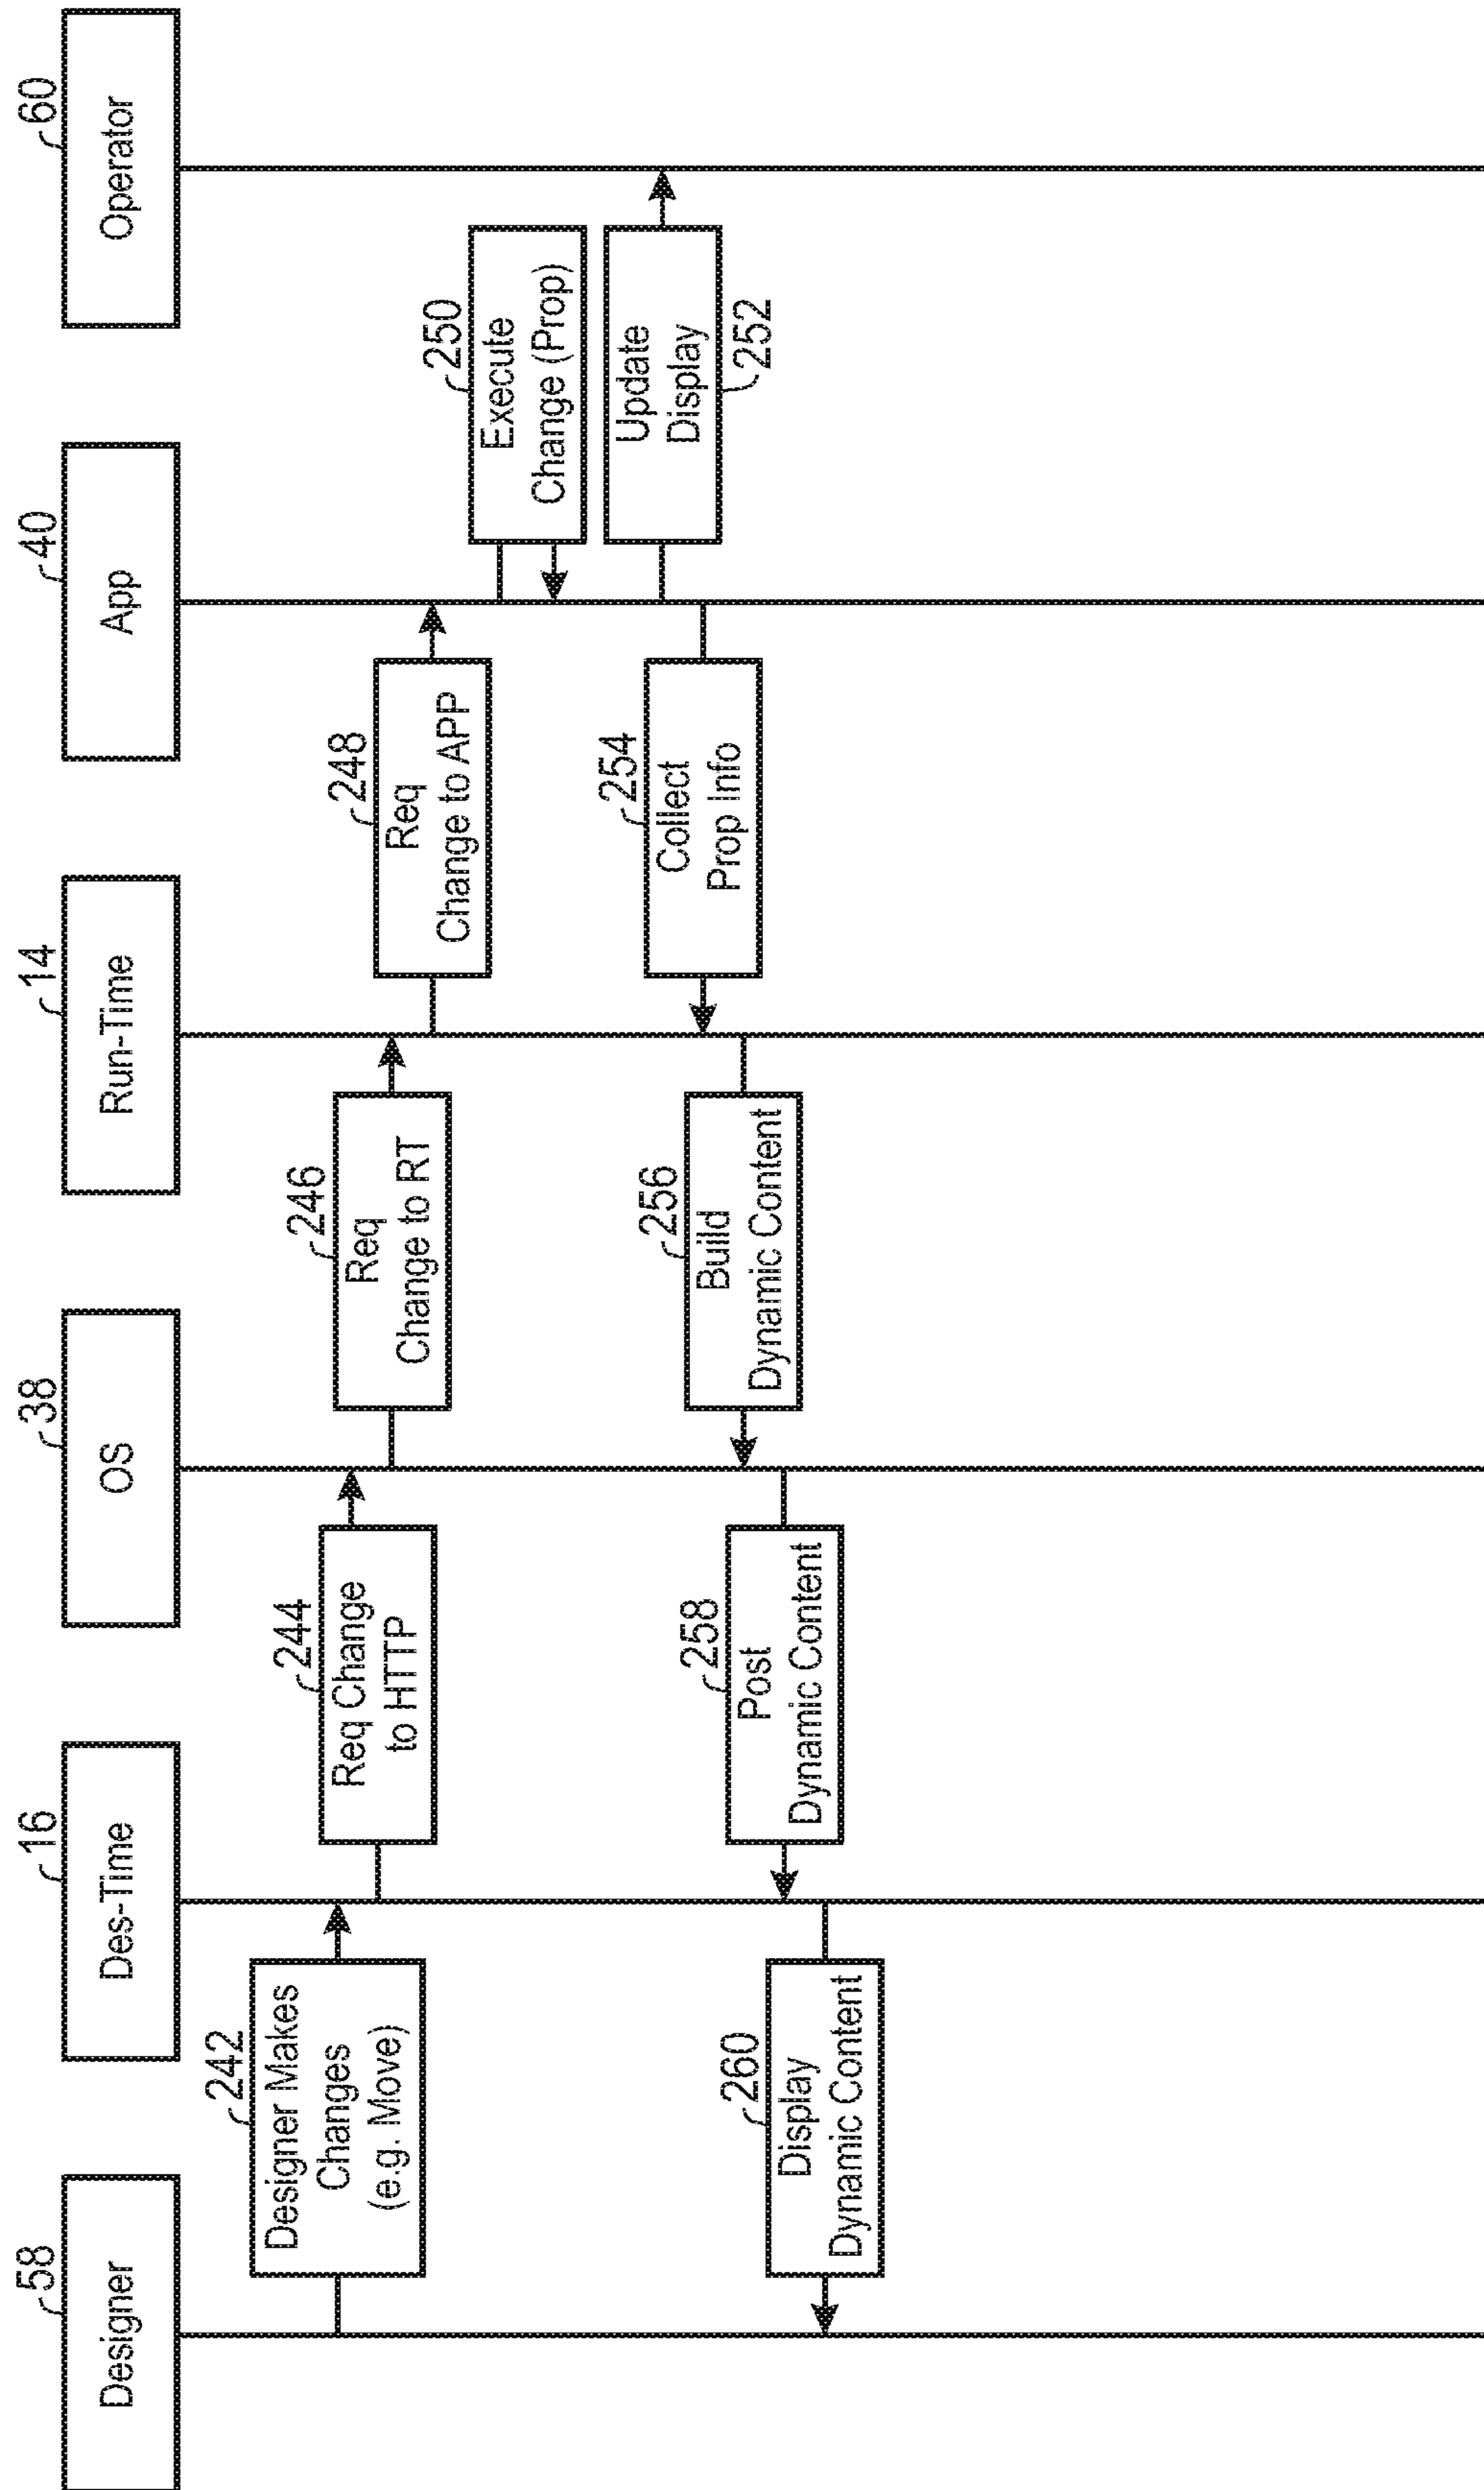 58
Designer
16
Des-Time
38
OS
14
Run-Time
40
App
60
Operator
242
Designer Makes
Changes
(e.g. Move)
244
Req Change
to HTTP
246
Req
Change to RT
248
Req
Change to APP
250
Execute
Change (Prop)
Update
Display
252
254
Collect
Prop Info
256
Build
Dynamic Content
258
Post
Dynamic Content
260
Display
Dynamic Content